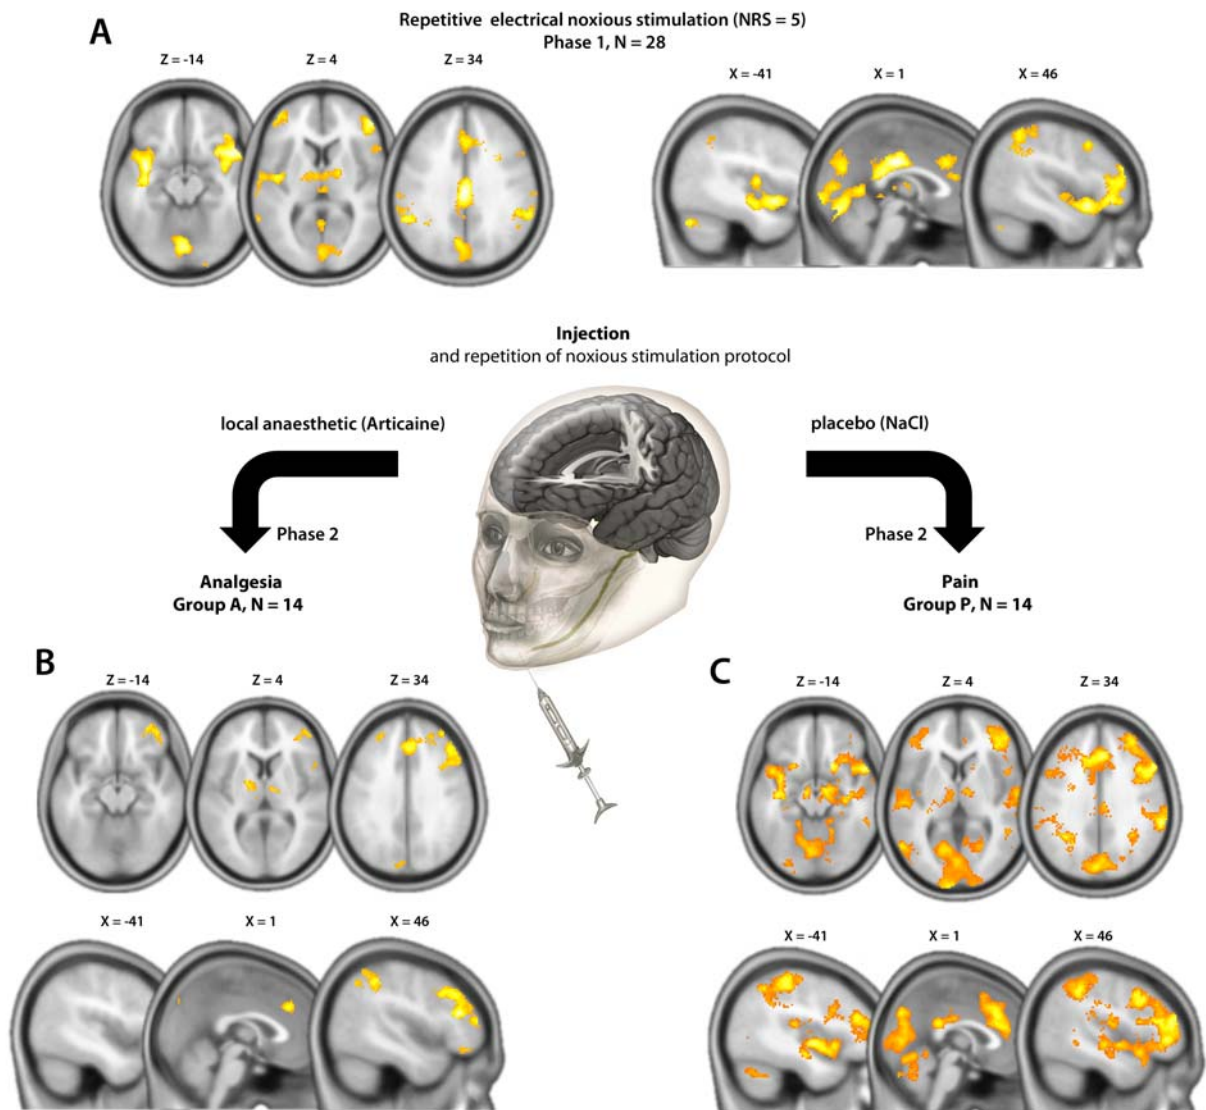 A
Repetitive electrical noxious stimulation (NRS = 5)
Phase 1, N = 28
Z = -14
Z = 4
Z = 34
X = -41
X = 1
X = 46
Injection
and repetition of noxious stimulation protocol
local anaesthetic (Articaine)
placebo (NaCl)
Phase 2
Phase 2
Analgesia
Group A, N = 14
Pain
Group P, N = 14
B
Z = -14
Z = 4
Z = 34
X = -41
X = 1
X = 46
C
Z = -14
Z = 4
Z = 34
X = -41
X = 1
X = 46